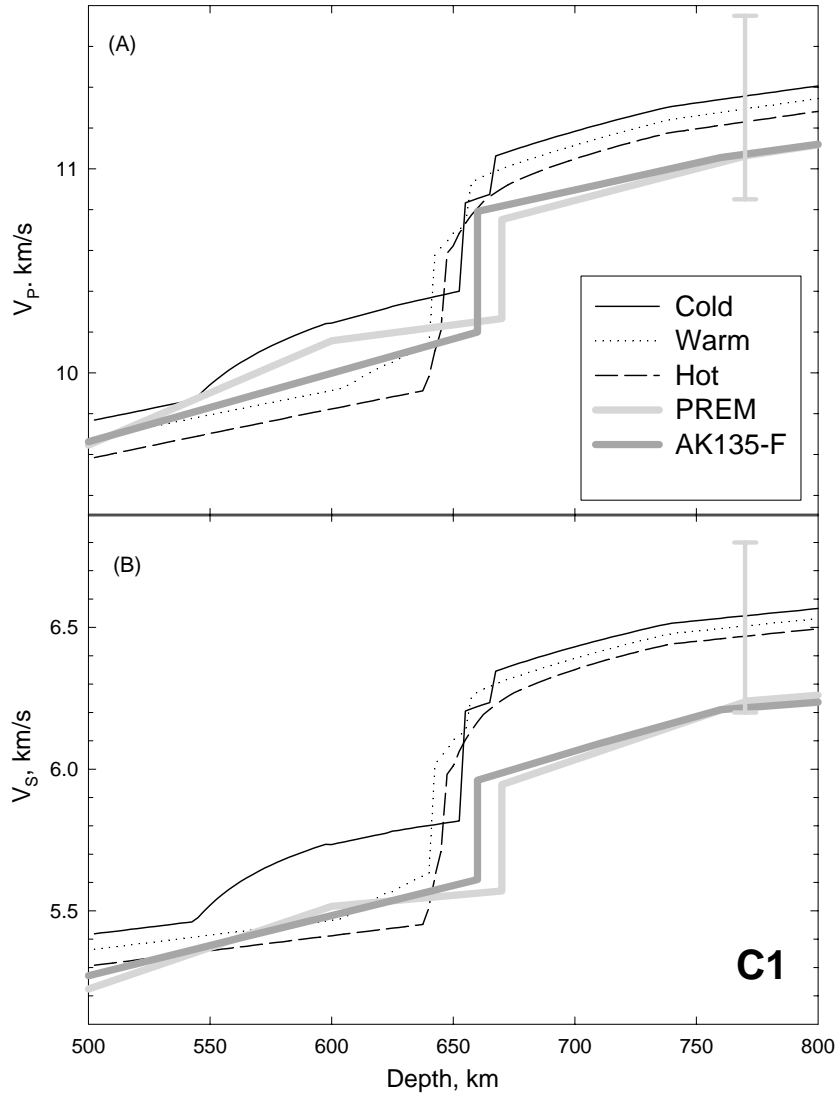 (A)
11
10
V_P. km/s
Cold
Warm
Hot
PREM
AK135-F
(B)
6.5
6.0
5.5
V_S, km/s
C1
500 550 600 650 700 750 800
Depth, km